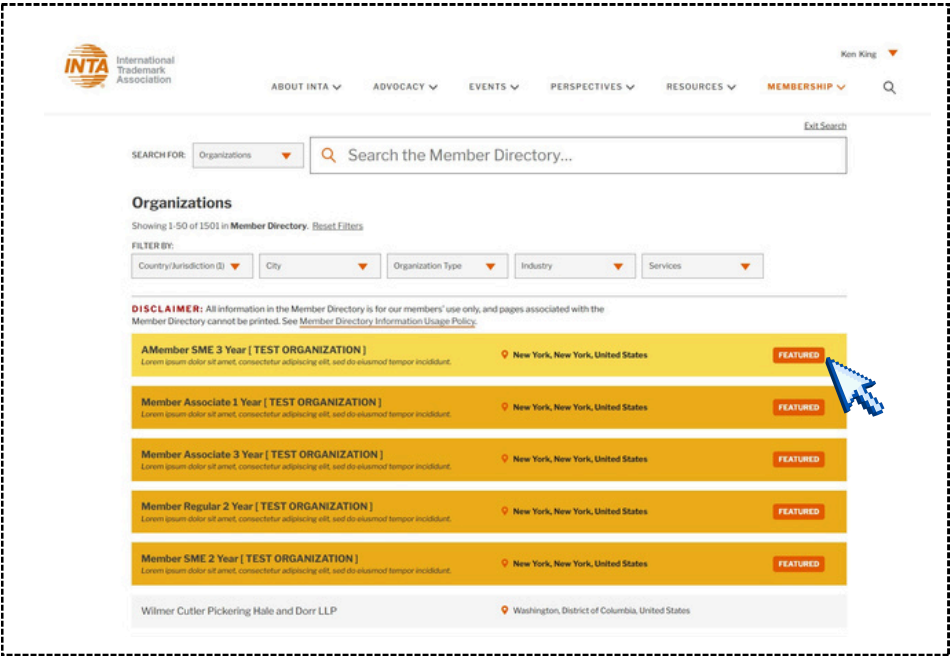 INTA
International
Trademark
Association
Ken King
ABOUT INTA ADVOCACY EVENTS PERSPECTIVES RESOURCES MEMBERSHIP
Exit Search
SEARCH FOR: Organizations Search the Member Directory...
Organizations
Showing 1-50 of 1501 in Member Directory. Reset Filters
FILTER BY:
Country/Jurisdiction (1) City Organization Type Industry Services
DISCLAIMER: All information in the Member Directory is for our members' use only, and pages associated with the
Member Directory cannot be printed. See Member Directory Information Usage Policy.
AMember SME 3 Year [ TEST ORGANIZATION ]
Lorem ipsum dolor sit amet, consectetur adipiscing elit, sed do eiusmod tempor incididunt.
New York, New York, United States FEATURED
Member Associate 1 Year [ TEST ORGANIZATION ]
Lorem ipsum dolor sit amet, consectetur adipiscing elit, sed do eiusmod tempor incididunt.
New York, New York, United States FEATURED
Member Associate 3 Year [ TEST ORGANIZATION ]
Lorem ipsum dolor sit amet, consectetur adipiscing elit, sed do eiusmod tempor incididunt.
New York, New York, United States FEATURED
Member Regular 2 Year [ TEST ORGANIZATION ]
Lorem ipsum dolor sit amet, consectetur adipiscing elit, sed do eiusmod tempor incididunt.
New York, New York, United States FEATURED
Member SME 2 Year [ TEST ORGANIZATION ]
Lorem ipsum dolor sit amet, consectetur adipiscing elit, sed do eiusmod tempor incididunt.
New York, New York, United States FEATURED
Wilmer Cutler Pickering Hale and Dorr LLP Washington, District of Columbia, United States